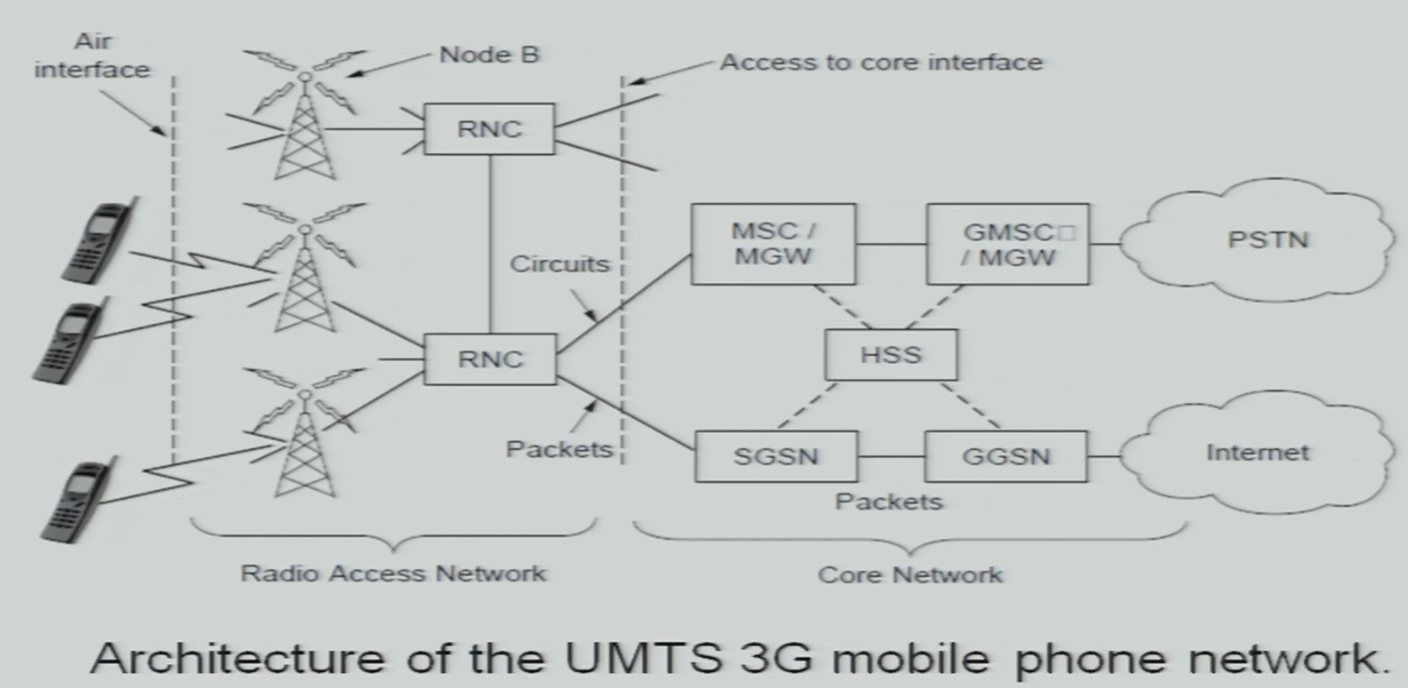 Air
interface
Node B
Access to core interface
RNC
MSC /
MGW
GMSC□
/ MGW
PSTN
Circuits
RNC
HSS
Packets
SGSN
GGSN
Internet
Packets
Radio Access Network
Core Network
Architecture of the UMTS 3G mobile phone network.